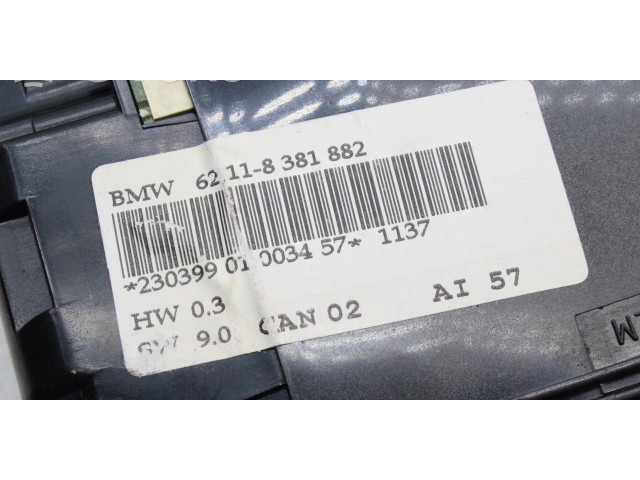 BMW 62.11-8 381 882
*230399 01 0034 57* 1137
HW 0.3
SW 9.0 CAN 02 AI 57